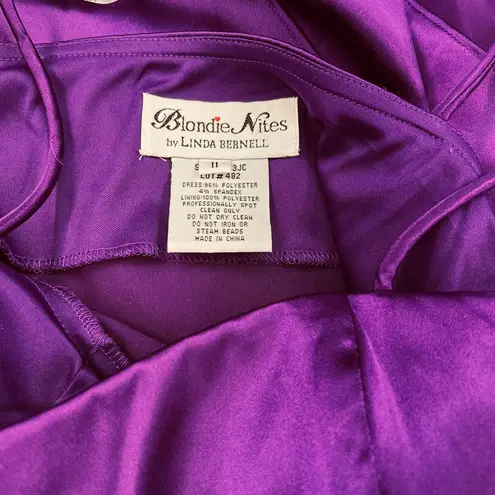 Blondie Nites
by LINDA BERNELL
S 11 3JC
LOT# 482
DRESS:96% POLYESTER
4% SPANDEX
LINING:100% POLYESTER
PROFESSIONALLY SPOT
CLEAN ONLY
DO NOT DRY CLEAN
DO NOT IRON OR
STEAM BEADS
MADE IN CHINA